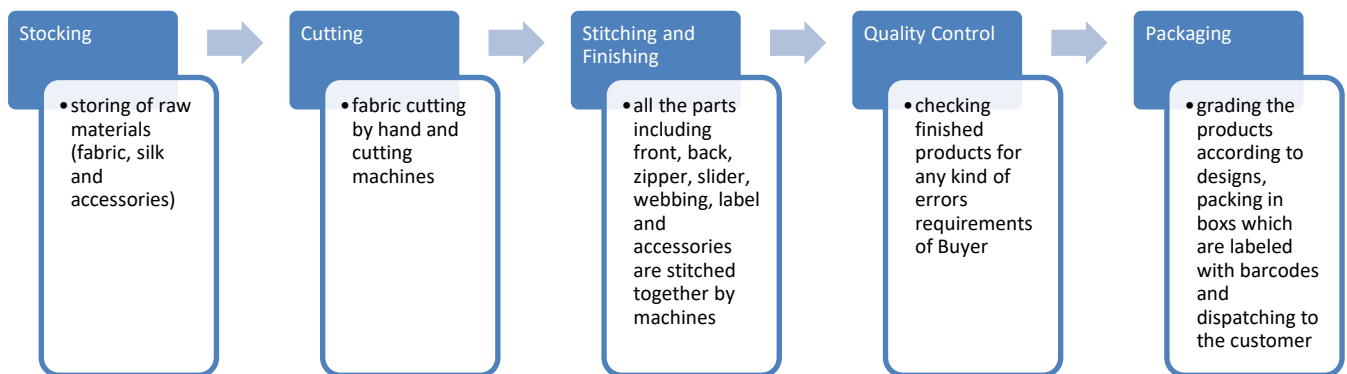 Stocking
•storing of raw
materials
(fabric, silk
and
accessories)
Cutting
•fabric cutting
by hand and
cutting
machines
Stitching and
Finishing
•all the parts
including
front, back,
zipper, slider,
webbing, label
and
accessories
are stitched
together by
machines
Quality Control
•checking
finished
products for
any kind of
errors
requirements
of Buyer
Packaging
•grading the
products
according to
designs,
packing in
boxs which
are labeled
with barcodes
and
dispatching to
the customer